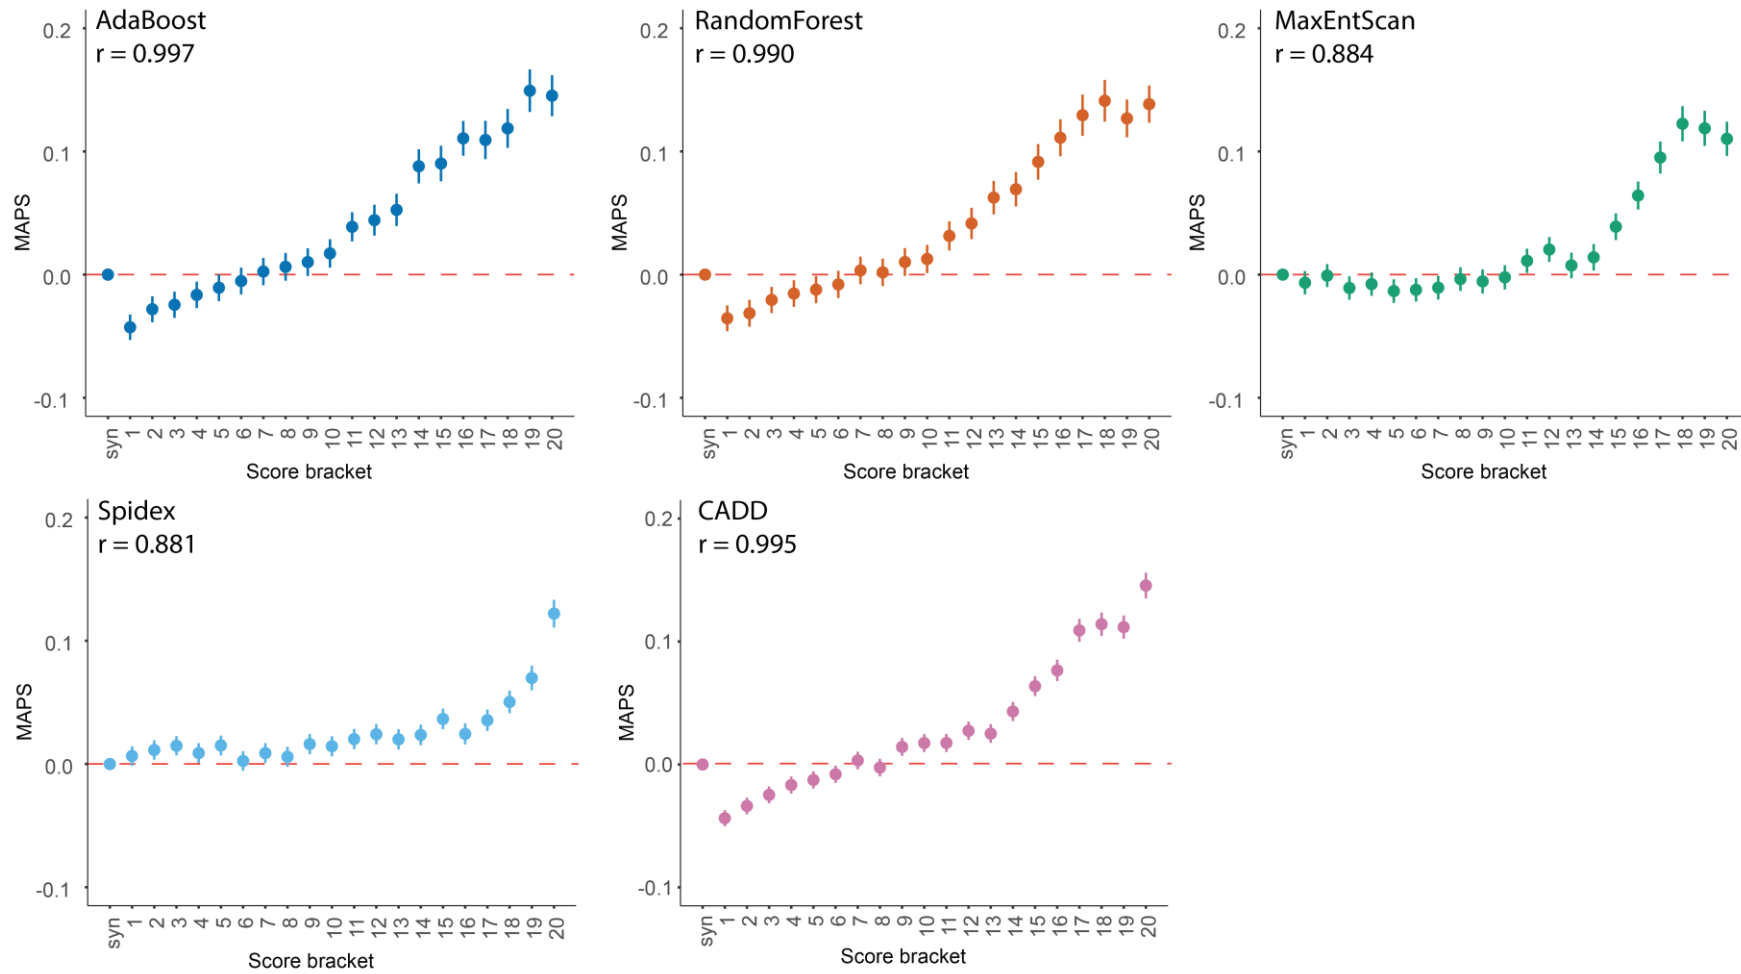 AdaBoost
r = 0.997
0.2
0.1
0.0
-0.1
MAPS
syn 1 2 3 4 5 6 7 8 9 10 11 12 13 14 15 16 17 18 19 20
Score bracket
RandomForest
r = 0.990
0.2
0.1
0.0
-0.1
MAPS
syn 1 2 3 4 5 6 7 8 9 10 11 12 13 14 15 16 17 18 19 20
Score bracket
MaxEntScan
r = 0.884
0.2
0.1
0.0
-0.1
MAPS
syn 1 2 3 4 5 6 7 8 9 10 11 12 13 14 15 16 17 18 19 20
Score bracket
Spidex
r = 0.881
0.2
0.1
0.0
-0.1
MAPS
syn 1 2 3 4 5 6 7 8 9 10 11 12 13 14 15 16 17 18 19 20
Score bracket
CADD
r = 0.995
0.2
0.1
0.0
-0.1
MAPS
syn 1 2 3 4 5 6 7 8 9 10 11 12 13 14 15 16 17 18 19 20
Score bracket